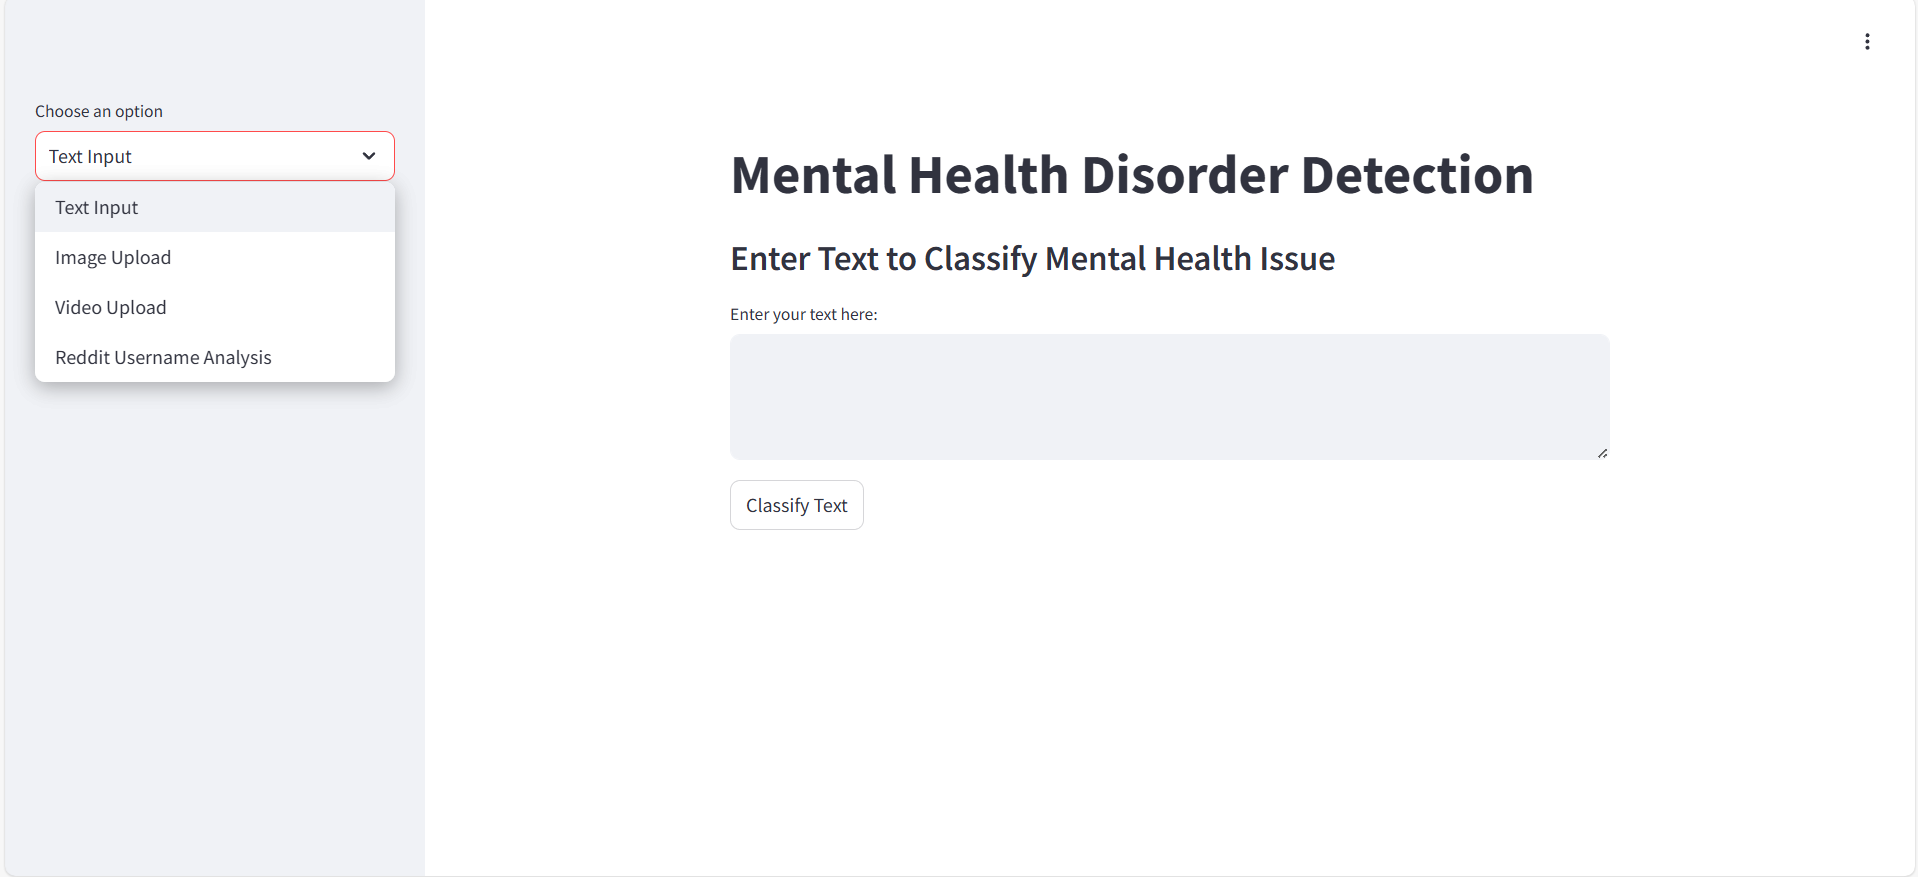 Choose an option
Text Input
Text Input
Image Upload
Video Upload
Reddit Username Analysis
Mental Health Disorder Detection
Enter Text to Classify Mental Health Issue
Enter your text here:
Classify Text